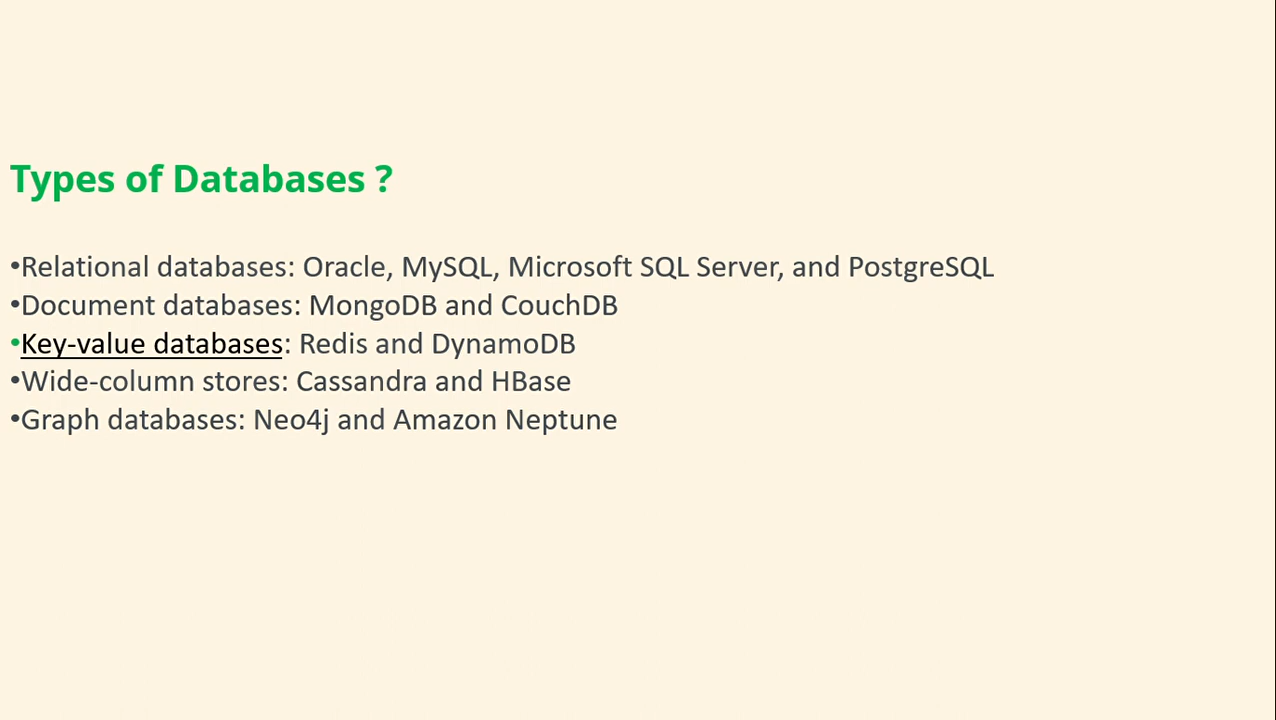 Types of Databases ?
•Relational databases: Oracle, MySQL, Microsoft SQL Server, and PostgreSQL
•Document databases: MongoDB and CouchDB
•Key-value databases: Redis and DynamoDB
•Wide-column stores: Cassandra and HBase
•Graph databases: Neo4j and Amazon Neptune